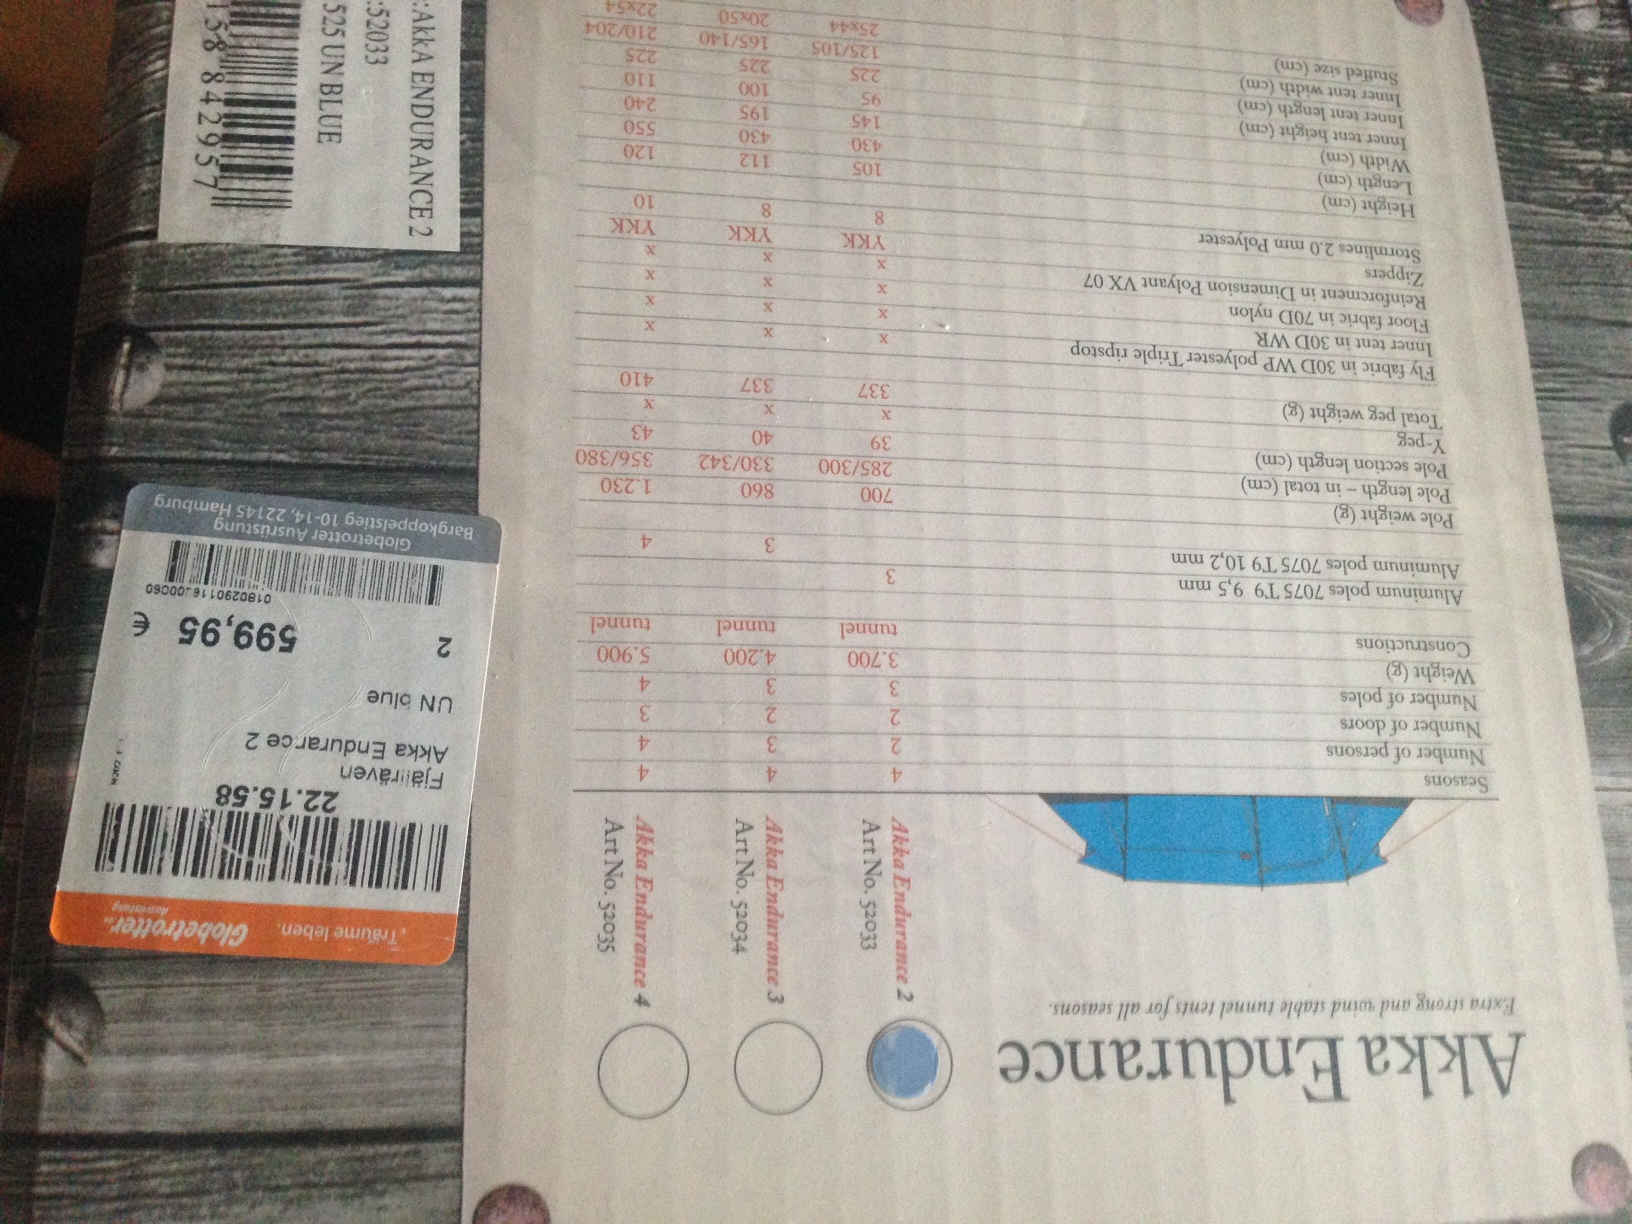 Akka Endurance
Extra strong and wind stable tunnel tents for all seasons.
Akka Endurance 2
Art No. 52033
Akka Endurance 3
Art No. 52034
Akka Endurance 4
Art No. 52035
Seasons 4 4 4
Number of persons 2 3 4
Number of doors 2 2 3
Number of poles 3 3 4
Weight (g) 3.700 4.200 5.900
Constructions tunnel tunnel tunnel
Aluminum poles 7075 T9 9,5 mm 3
Aluminum poles 7075 T9 10,2 mm 3 4
Pole weight (g) 700 860 1.230
Pole length – in total (cm) 285/300 330/342 356/380
Pole section length (cm) 39 40 43
Y-peg x x x
Total peg weight (g) 337 337 410
Fly fabric in 30D WP polyester Triple ripstop x x x
Inner tent in 30D WR x x x
Floor fabric in 70D nylon x x x
Reinforcement in Dimension Polyant VX 07 x x x
Zippers YKK YKK YKK
Stormlines 2.0 mm Polyester 8 8 10
Height (cm) 105 112 120
Length (cm) 430 430 550
Width (cm) 145 195 240
Inner tent height (cm) 95 100 110
Inner tent length (cm) 225 225 225
Inner tent width (cm) 125/105 165/140 210/204
Stuffed size (cm) 25x44 20x50 22x54
„Träume leben. Globetrotter.de
Ausrüstung
22.15.58
Fjällräven
Akka Endurance 2
UN blue
2 599,95 €
0180290116.00060
Globetrotter Ausrüstung
Bargkoppelstieg 10-14, 22145 Hamburg
:Akka ENDURANCE 2
:52033
525 UN BLUE
58 842957